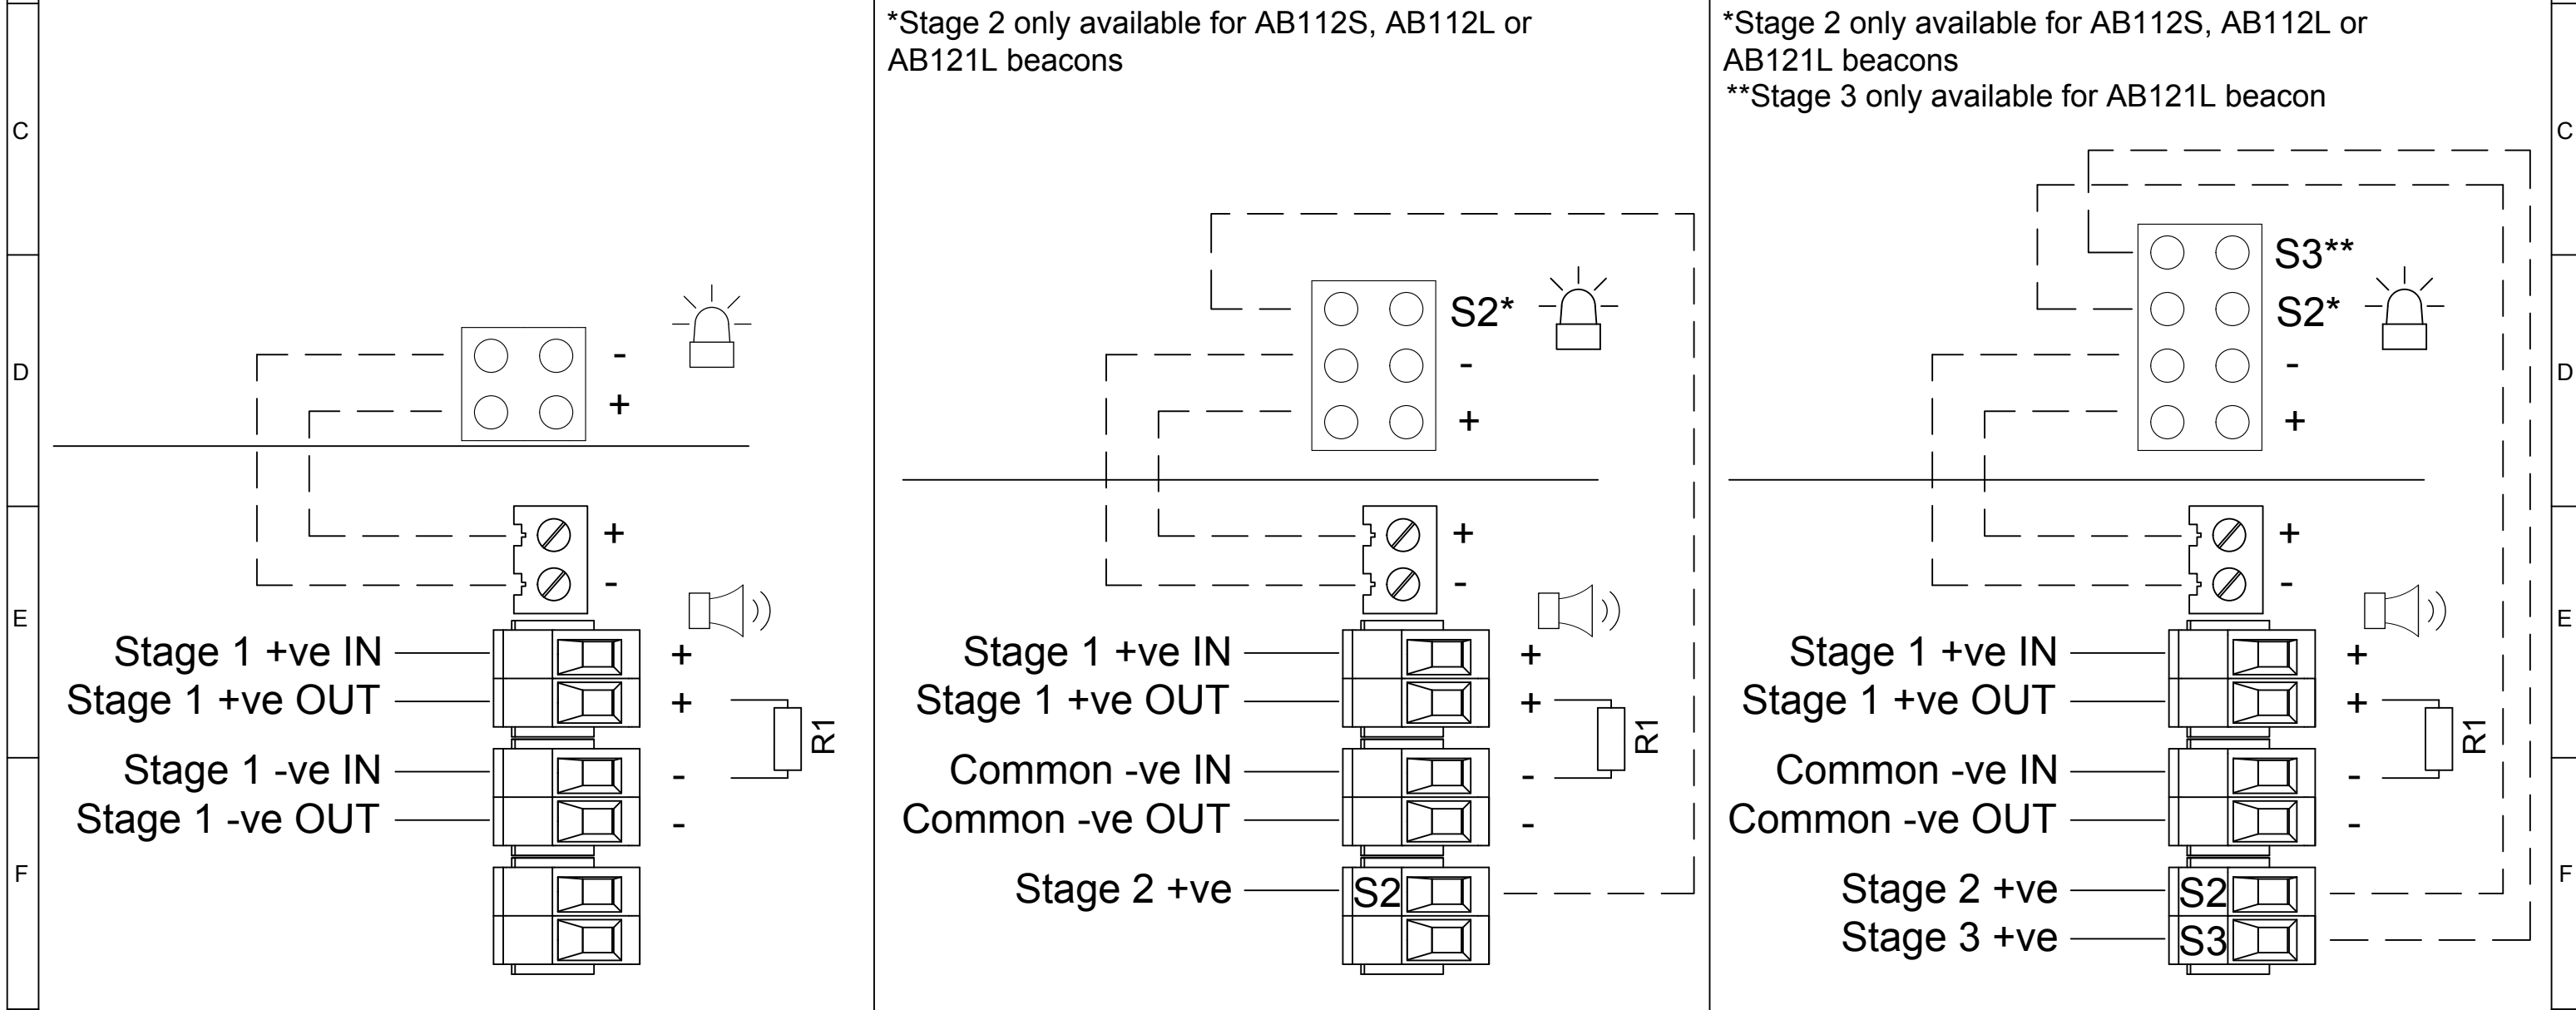 *Stage 2 only available for AB112S, AB112L or
AB121L beacons
*Stage 2 only available for AB112S, AB112L or
AB121L beacons
**Stage 3 only available for AB121L beacon
C
D
E
F
-
+
+
-
Stage 1 +ve IN
+
Stage 1 +ve OUT
+
R1
Stage 1 -ve IN
-
Stage 1 -ve OUT
-
S2*
-
+
+
-
Stage 1 +ve IN
+
Stage 1 +ve OUT
+
R1
Common -ve IN
-
Common -ve OUT
-
Stage 2 +ve S2
S3**
S2*
-
+
+
-
Stage 1 +ve IN
+
Stage 1 +ve OUT
+
R1
Common -ve IN
-
Common -ve OUT
-
Stage 2 +ve S2
Stage 3 +ve S3
C
D
E
F